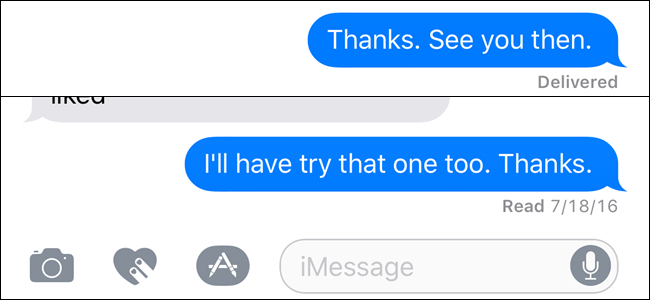 Thanks. See you then.
Delivered
liked
I'll have try that one too. Thanks.
Read 7/18/16
iMessage